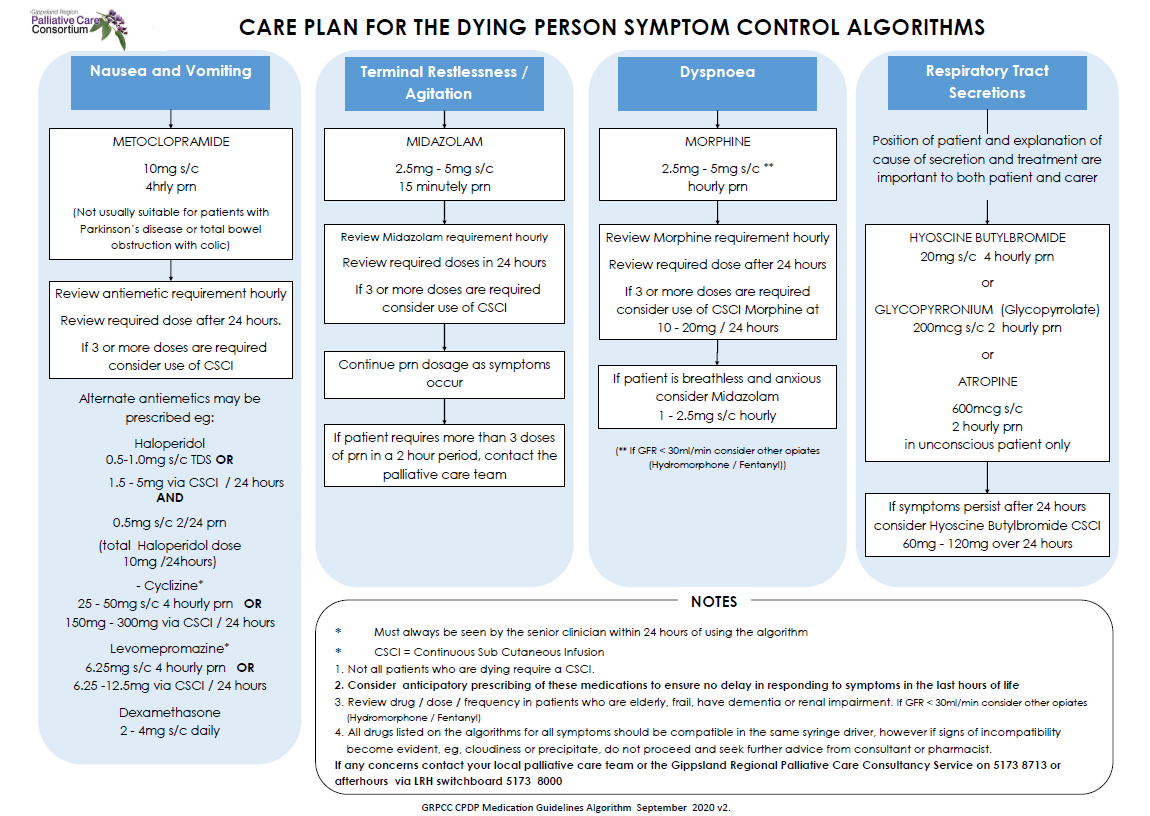 Gippsland Region
Palliative Care
Consortium
CARE PLAN FOR THE DYING PERSON SYMPTOM CONTROL ALGORITHMS
Nausea and Vomiting
METOCLOPRAMIDE
10mg s/c
4hrly prn
(Not usually suitable for patients with
Parkinson`s disease or total bowel
obstruction with colic)
Review antiemetic requirement hourly
Review required dose after 24 hours.
If 3 or more doses are required
consider use of CSCI
Alternate antiemetics may be
prescribed eg:
Haloperidol
0.5-1.0mg s/c TDS OR
1.5 - 5mg via CSCI / 24 hours
AND
0.5mg s/c 2/24 prn
(total Haloperidol dose
10mg /24hours)
- Cyclizine*
25 - 50mg s/c 4 hourly prn OR
150mg - 300mg via CSCI / 24 hours
Levomepromazine*
6.25mg s/c 4 hourly prn OR
6.25 -12.5mg via CSCI / 24 hours
Dexamethasone
2 - 4mg s/c daily
Terminal Restlessness /
Agitation
MIDAZOLAM
2.5mg - 5mg s/c
15 minutely prn
Review Midazolam requirement hourly
Review required doses in 24 hours
If 3 or more doses are required
consider use of CSCI
Continue prn dosage as symptoms
occur
If patient requires more than 3 doses
of prn in a 2 hour period, contact the
palliative care team
Dyspnoea
MORPHINE
2.5mg - 5mg s/c **
hourly prn
Review Morphine requirement hourly
Review required dose after 24 hours
If 3 or more doses are required
consider use of CSCI Morphine at
10 - 20mg / 24 hours
If patient is breathless and anxious
consider Midazolam
1 - 2.5mg s/c hourly
(** If GFR < 30ml/min consider other opiates
(Hydromorphone / Fentanyl))
Respiratory Tract
Secretions
Position of patient and explanation of
cause of secretion and treatment are
important to both patient and carer
HYOSCINE BUTYLBROMIDE
20mg s/c 4 hourly prn
or
GLYCOPYRRONIUM (Glycopyrrolate)
200mcg s/c 2 hourly prn
or
ATROPINE
600mcg s/c
2 hourly prn
in unconscious patient only
If symptoms persist after 24 hours
consider Hyoscine Butylbromide CSCI
60mg - 120mg over 24 hours
NOTES
* Must always be seen by the senior clinician within 24 hours of using the algorithm
* CSCI = Continuous Sub Cutaneous Infusion
1. Not all patients who are dying require a CSCI.
2. Consider anticipatory prescribing of these medications to ensure no delay in responding to symptoms in the last hours of life
3. Review drug / dose / frequency in patients who are elderly, frail, have dementia or renal impairment. If GFR < 30ml/min consider other opiates
(Hydromorphone / Fentanyl)
4. All drugs listed on the algorithms for all symptoms should be compatible in the same syringe driver, however if signs of incompatibility
become evident, eg, cloudiness or precipitate, do not proceed and seek further advice from consultant or pharmacist.
If any concerns contact your local palliative care team or the Gippsland Regional Palliative Care Consultancy Service on 5173 8713 or
afterhours via LRH switchboard 5173 8000
GRPCC CPDP Medication Guidelines Algorithm September 2020 v2.